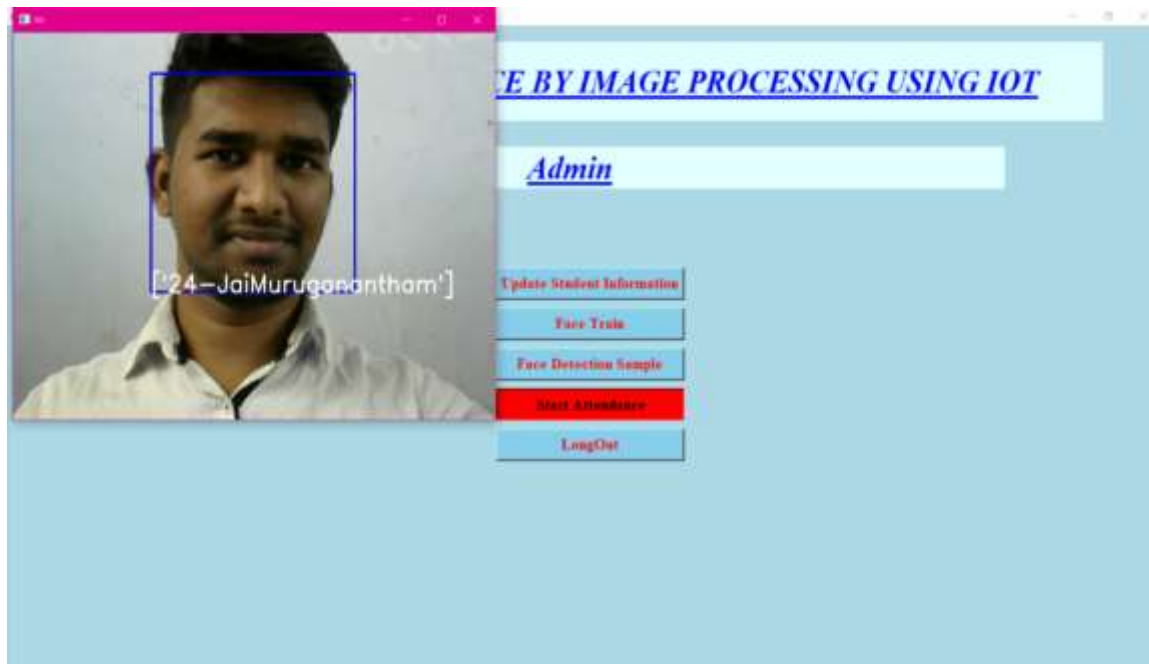 CE BY IMAGE PROCESSING USING IOT
Admin
['24-JaiMuruganantham']
Update Student Information
Face Train
Face Detection Sample
Start Attendance
LongOut